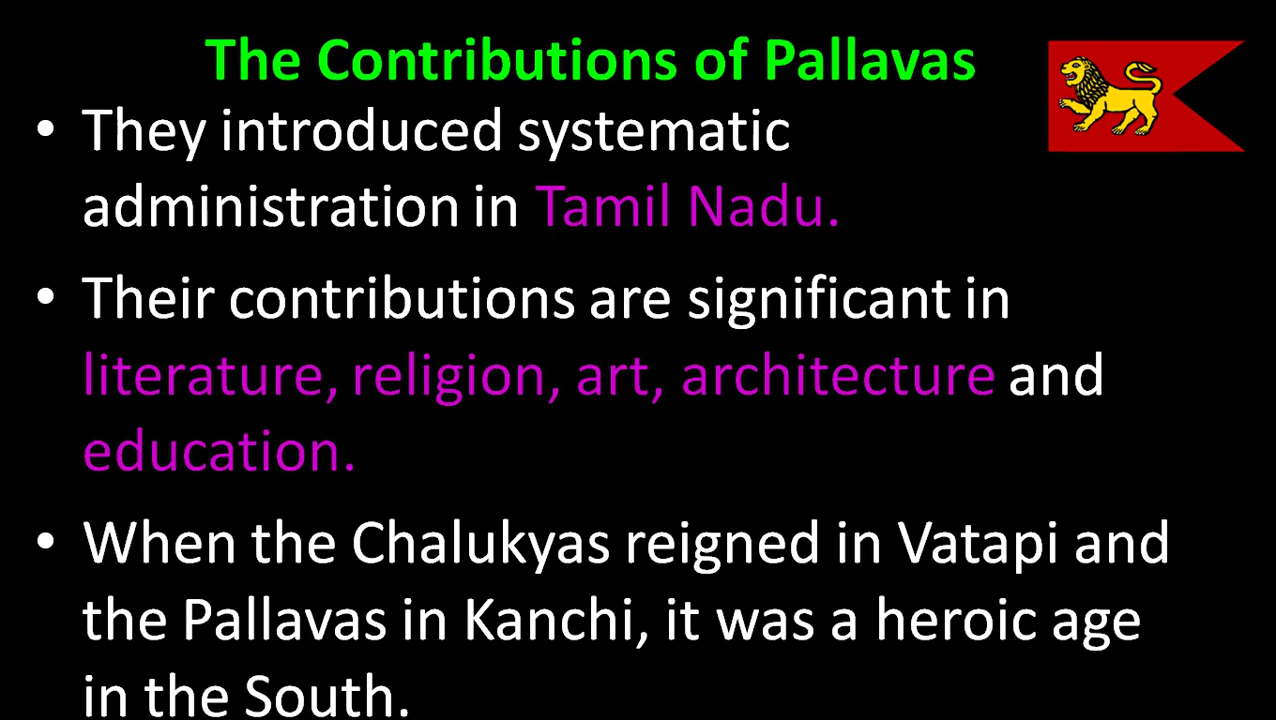 The Contributions of Pallavas
• They introduced systematic
administration in Tamil Nadu.
• Their contributions are significant in
literature, religion, art, architecture and
education.
• When the Chalukyas reigned in Vatapi and
the Pallavas in Kanchi, it was a heroic age
in the South.